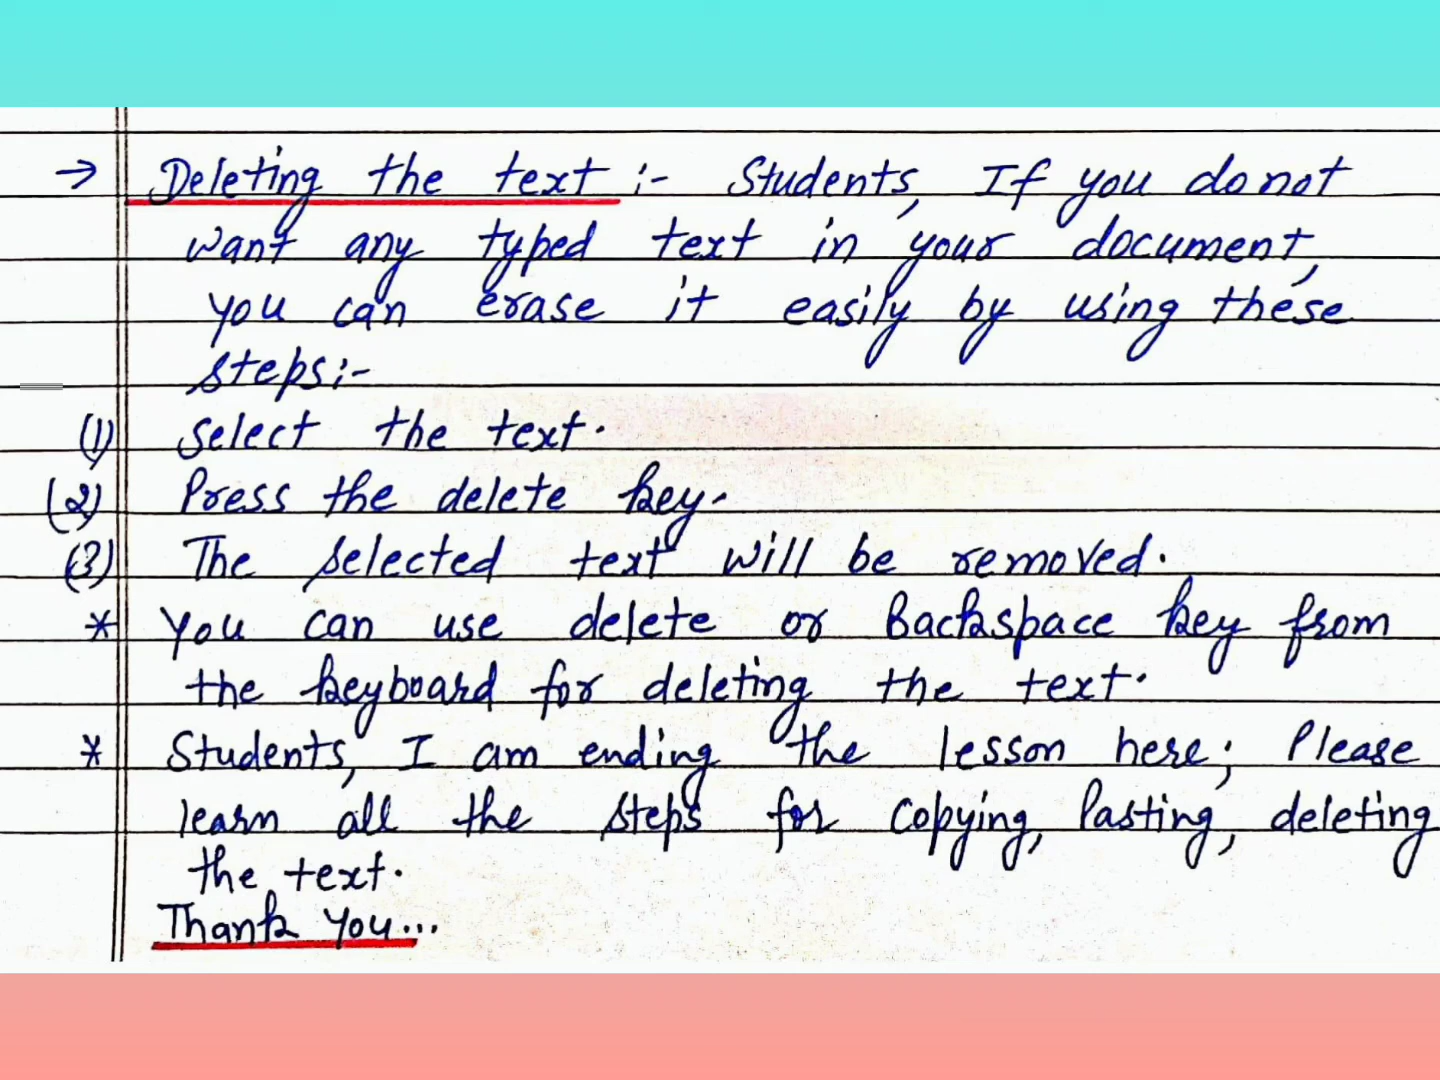 → Deleting the text :- Students, If you do not
want any typed text in your document,
you can erase it easily by using these
steps:-
(1) Select the text.
(2) Press the delete key.
(3) The selected text will be removed.
* You can use delete or Backspace key from
the keyboard for deleting the text.
* Students, I am ending the lesson here; Please
learn all the steps for copying, Pasting, deleting
the text.
Thank You...